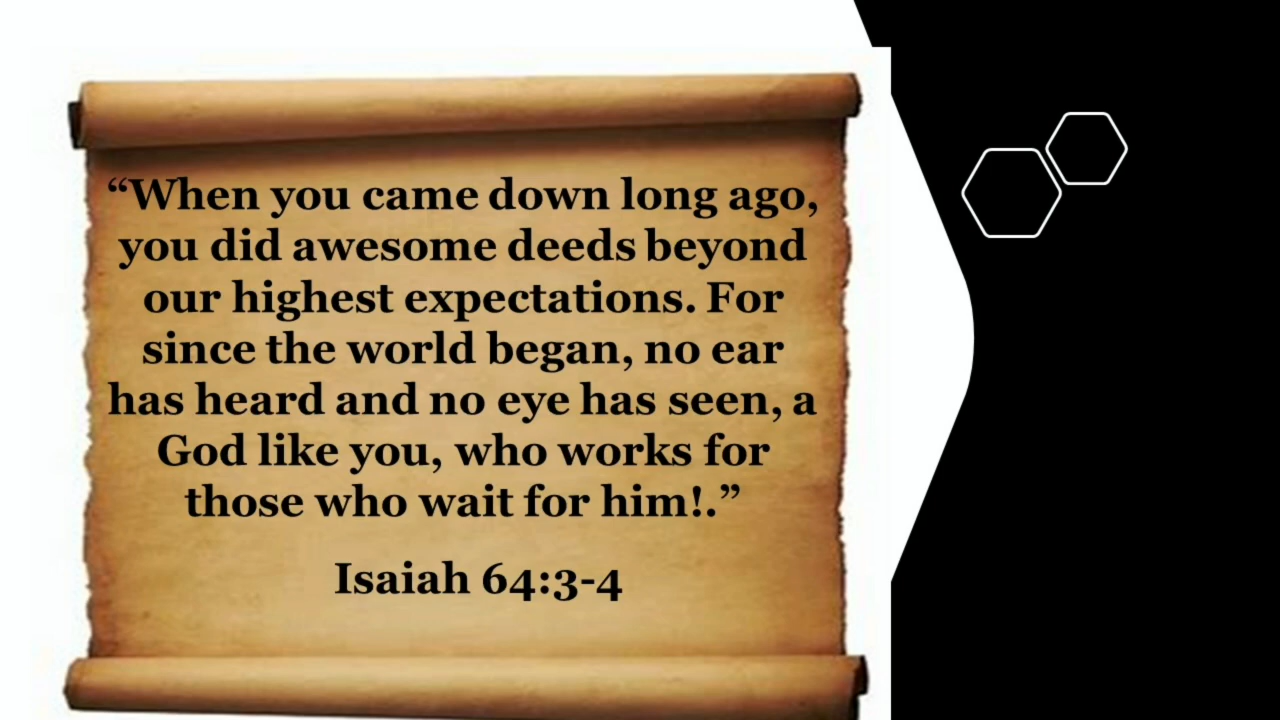 “When you came down long ago,
you did awesome deeds beyond
our highest expectations. For
since the world began, no ear
has heard and no eye has seen, a
God like you, who works for
those who wait for him!.”
Isaiah 64:3-4